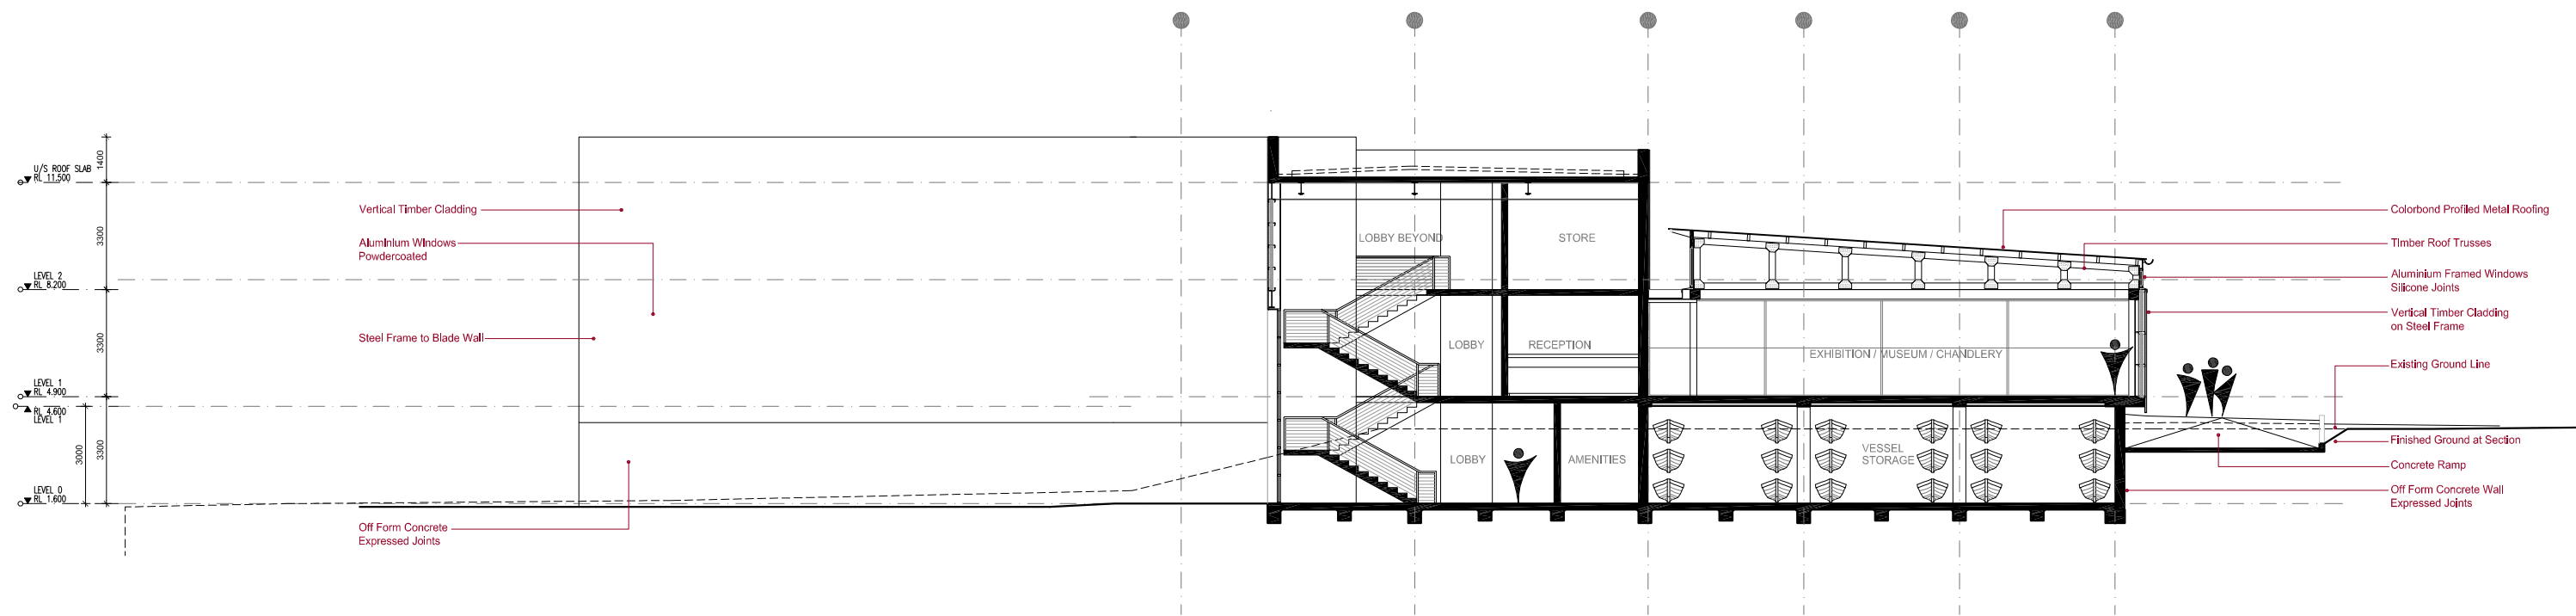 U/S ROOF SLAB
RL 11.500
1400
3300
LEVEL 2
RL 8.200
3300
LEVEL 1
RL 4.900
RL 4.600
LEVEL 1
3000
3300
LEVEL 0
RL 1.600
Vertical Timber Cladding
Aluminium Windows
Powdercoated
Steel Frame to Blade Wall
Off Form Concrete
Expressed Joints
LOBBY BEYOND
STORE
LOBBY
RECEPTION
EXHIBITION / MUSEUM / CHANDLERY
LOBBY
AMENITIES
VESSEL
STORAGE
Colorbond Profiled Metal Roofing
Timber Roof Trusses
Aluminium Framed Windows
Silicone Joints
Vertical Timber Cladding
on Steel Frame
Existing Ground Line
Finished Ground at Section
Concrete Ramp
Off Form Concrete Wall
Expressed Joints